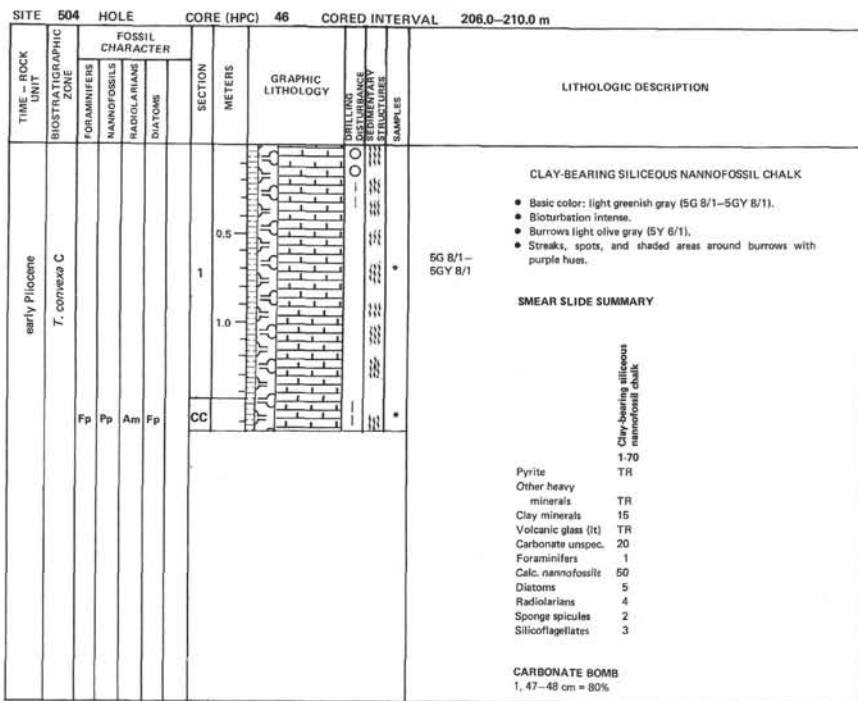 SITE 504 HOLE CORE (HPC) 46 CORED INTERVAL 206.0–210.0 m
TIME – ROCK UNIT
BIOSTRATIGRAPHIC ZONE
FOSSIL CHARACTER
FORAMINIFERS
NANNOFOSSILS
RADIOLARIANS
DIATOMS
SECTION
METERS
GRAPHIC LITHOLOGY
DRILLING DISTURBANCE
SEDIMENTARY STRUCTURES
SAMPLES
LITHOLOGIC DESCRIPTION
early Pliocene
T. convexa C
Fp Pp Am Fp
1
CC
0.5
1.0
*
*
5G 8/1–
5GY 8/1
CLAY-BEARING SILICEOUS NANNOFOSSIL CHALK
● Basic color: light greenish gray (5G 8/1–5GY 8/1).
● Bioturbation intense.
● Burrows light olive gray (5Y 6/1).
● Streaks, spots, and shaded areas around burrows with
purple hues.
SMEAR SLIDE SUMMARY
Clay-bearing siliceous
nannofossil chalk
1-70
Pyrite TR
Other heavy
minerals TR
Clay minerals 15
Volcanic glass (lt) TR
Carbonate unspec. 20
Foraminifers 1
Calc. nannofossils 50
Diatoms 5
Radiolarians 4
Sponge spicules 2
Silicoflagellates 3
CARBONATE BOMB
1, 47–48 cm = 80%